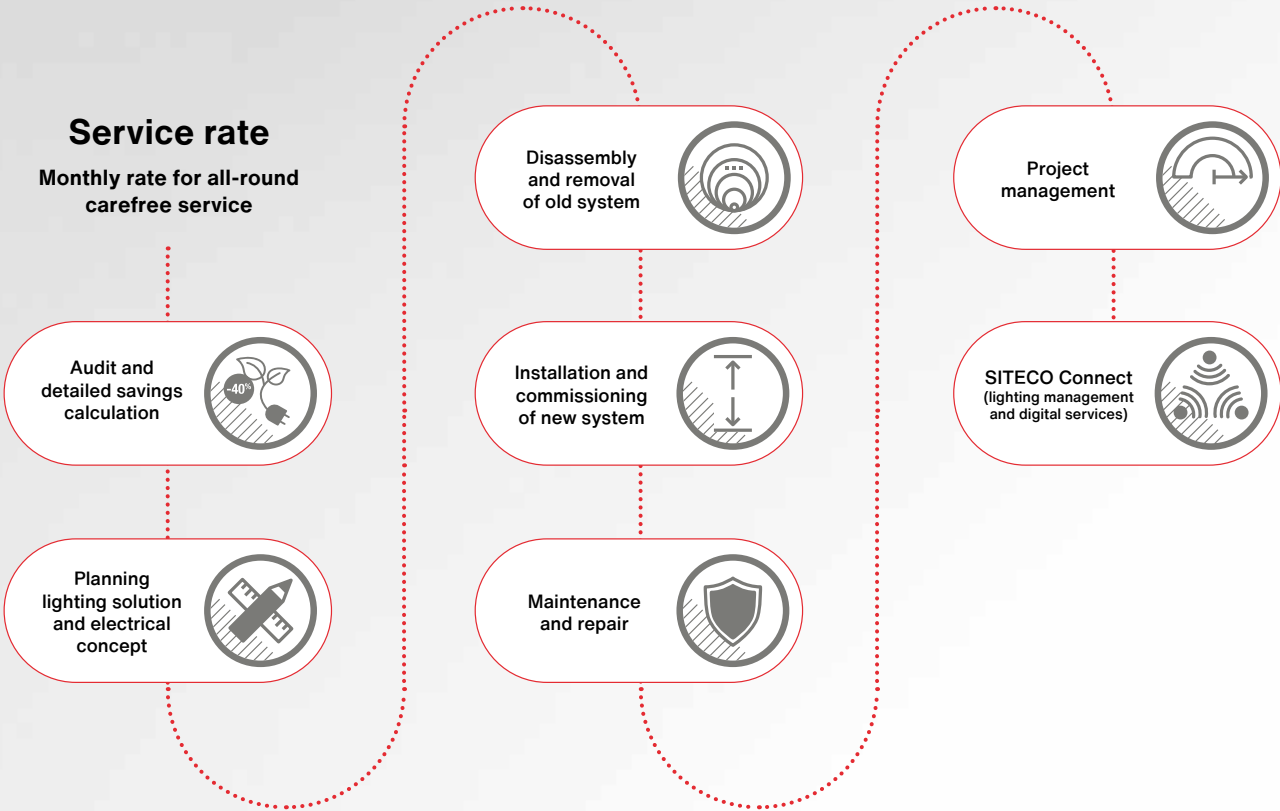 Service rate
Monthly rate for all-round
carefree service
Audit and
detailed savings
calculation
-40%
Planning
lighting solution
and electrical
concept
Disassembly
and removal
of old system
Installation and
commissioning
of new system
Maintenance
and repair
Project
management
SITECO Connect
(lighting management
and digital services)